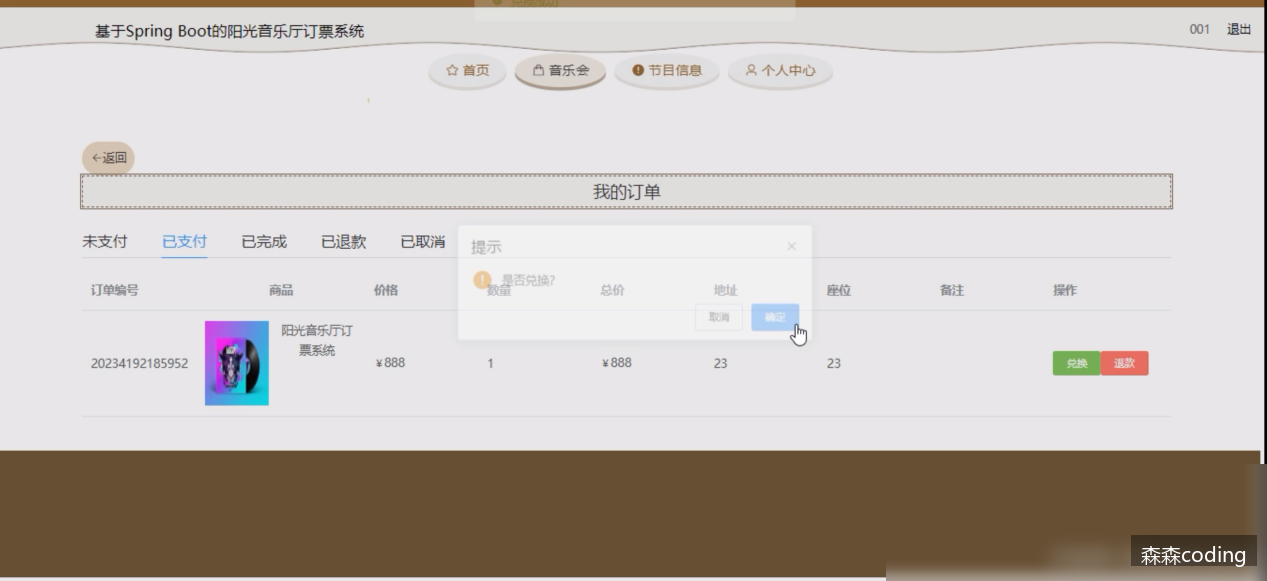 兑换成功
基于Spring Boot的阳光音乐厅订票系统
001 退出
首页 音乐会 节目信息 个人中心
←返回
我的订单
未支付 已支付 已完成 已退款 已取消
提示
是否兑换?
取消 确定
订单编号 商品 价格 数量 总价 地址 座位 备注 操作
阳光音乐厅订
票系统
20234192185952 ¥888 1 ¥888 23 23 兑换 退款
森森coding